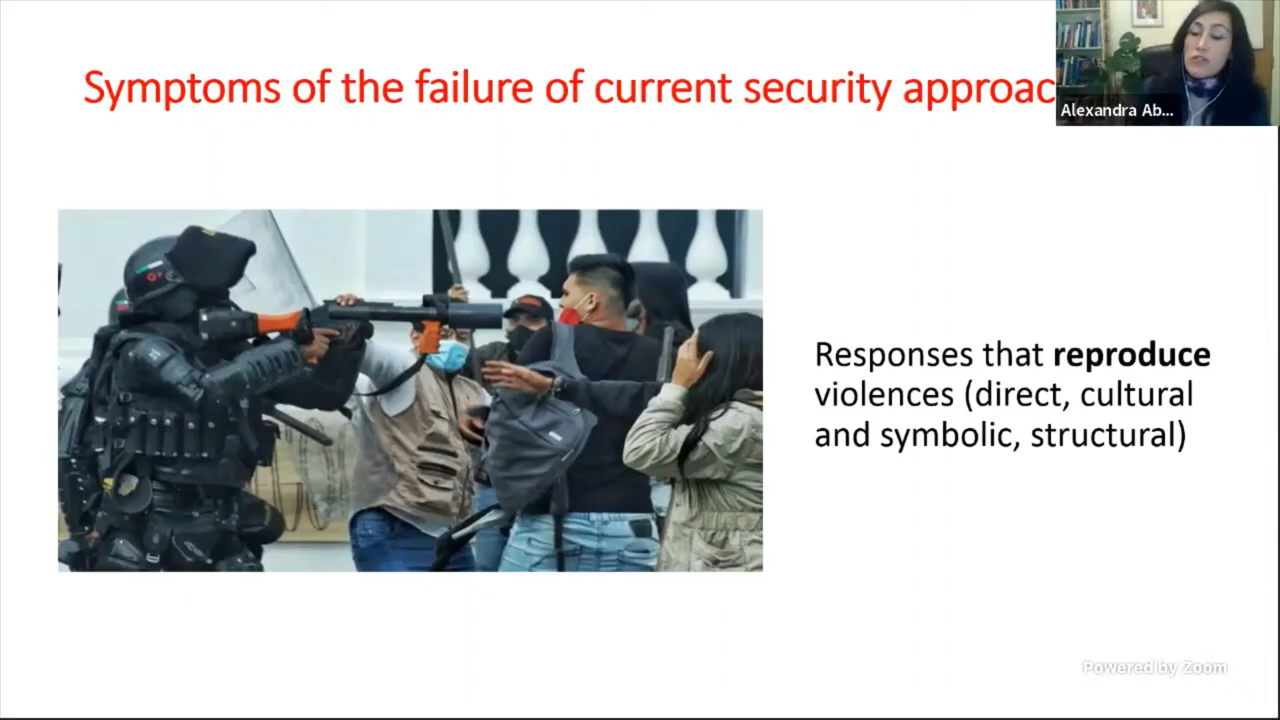 Symptoms of the failure of current security approac
Alexandra Ab...
Responses that reproduce
violences (direct, cultural
and symbolic, structural)
Powered by Zoom